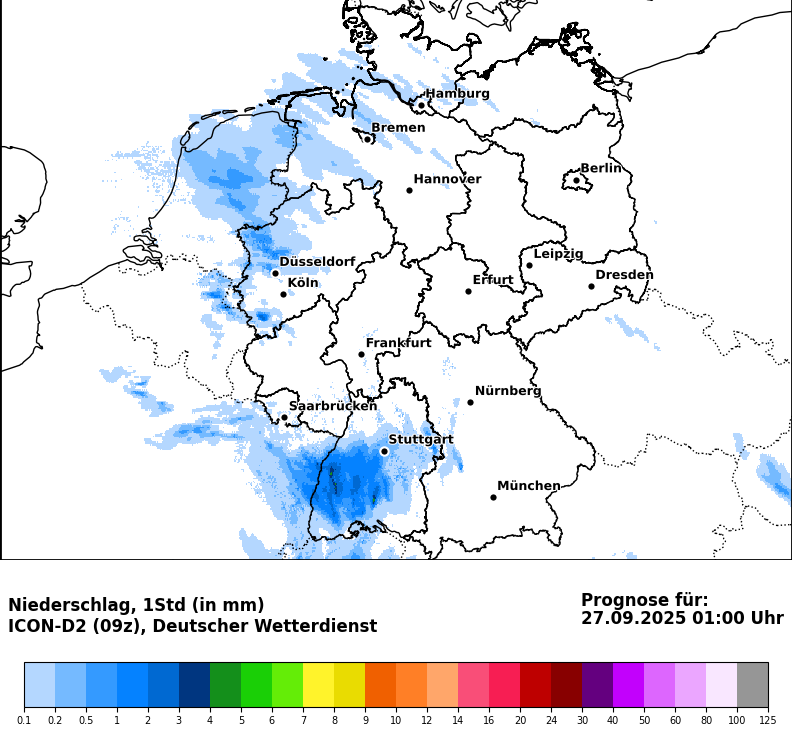 Hamburg
Bremen
Berlin
Hannover
Leipzig
Düsseldorf
Dresden
Köln
Erfurt
Frankfurt
Nürnberg
Saarbrücken
Stuttgart
München
Niederschlag, 1Std (in mm)
ICON-D2 (09z), Deutscher Wetterdienst
Prognose für:
27.09.2025 01:00 Uhr
0.1 0.2 0.5 1 2 3 4 5 6 7 8 9 10 12 14 16 20 24 30 40 50 60 80 100 125